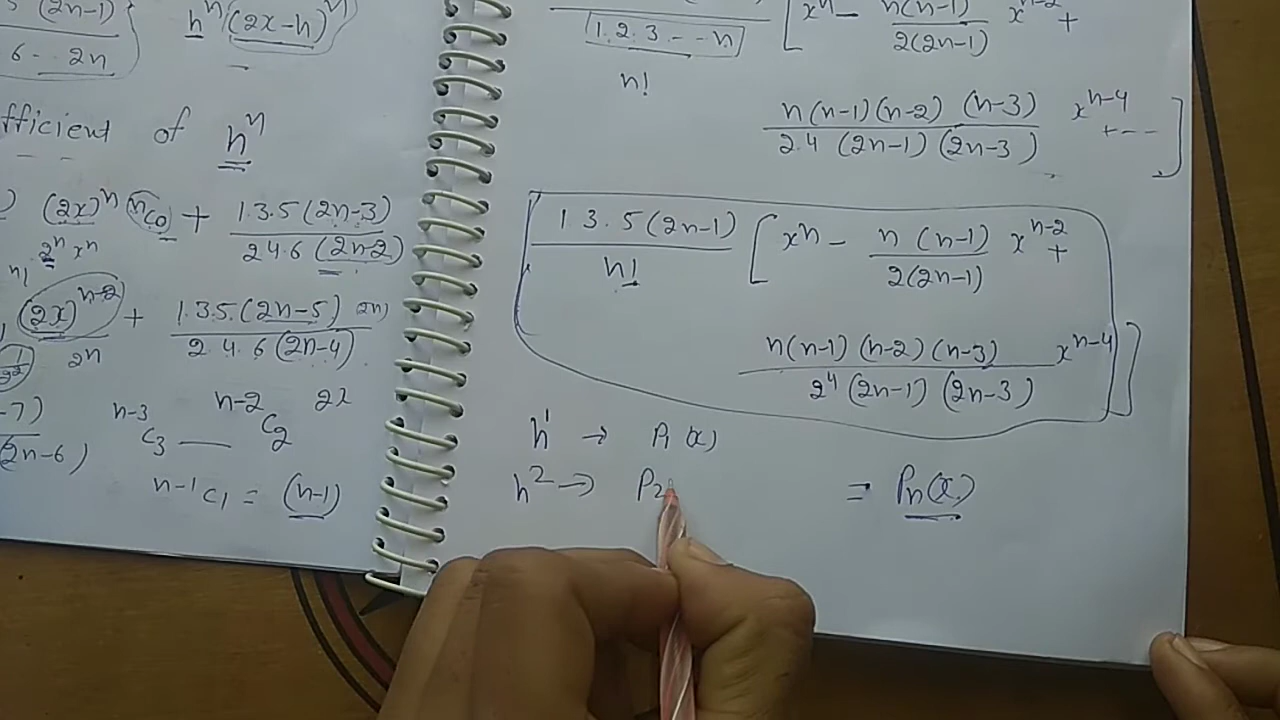 (2n-1)
6-- 2n
h^n (2x-h)^n
efficient of h^n
(2x)^n nC0 + 1.3.5(2n-3)
2 4.6(2n-2)
2^n x^n
n!
(2x)^(n-2) + 1.3.5.(2n-5)
2n 2.4.6(2n-4)
1/2^2
-7) n-3 n-2 2x
(2n-6) C3 — C2
n-1C1 = (n-1)
[x^n - n(n-1) x^(n-2) +
1.2.3.--n 2(2n-1)
n!
n(n-1)(n-2)(n-3) x^(n-4)
2.4(2n-1)(2n-3) +---]
1 3.5(2n-1) [x^n - n(n-1) x^(n-2) +
n! 2(2n-1)
n(n-1)(n-2)(n-3) x^(n-4)]
2^4(2n-1)(2n-3)
h^1 → P1(x)
h^2 → P2 = Pn(x)